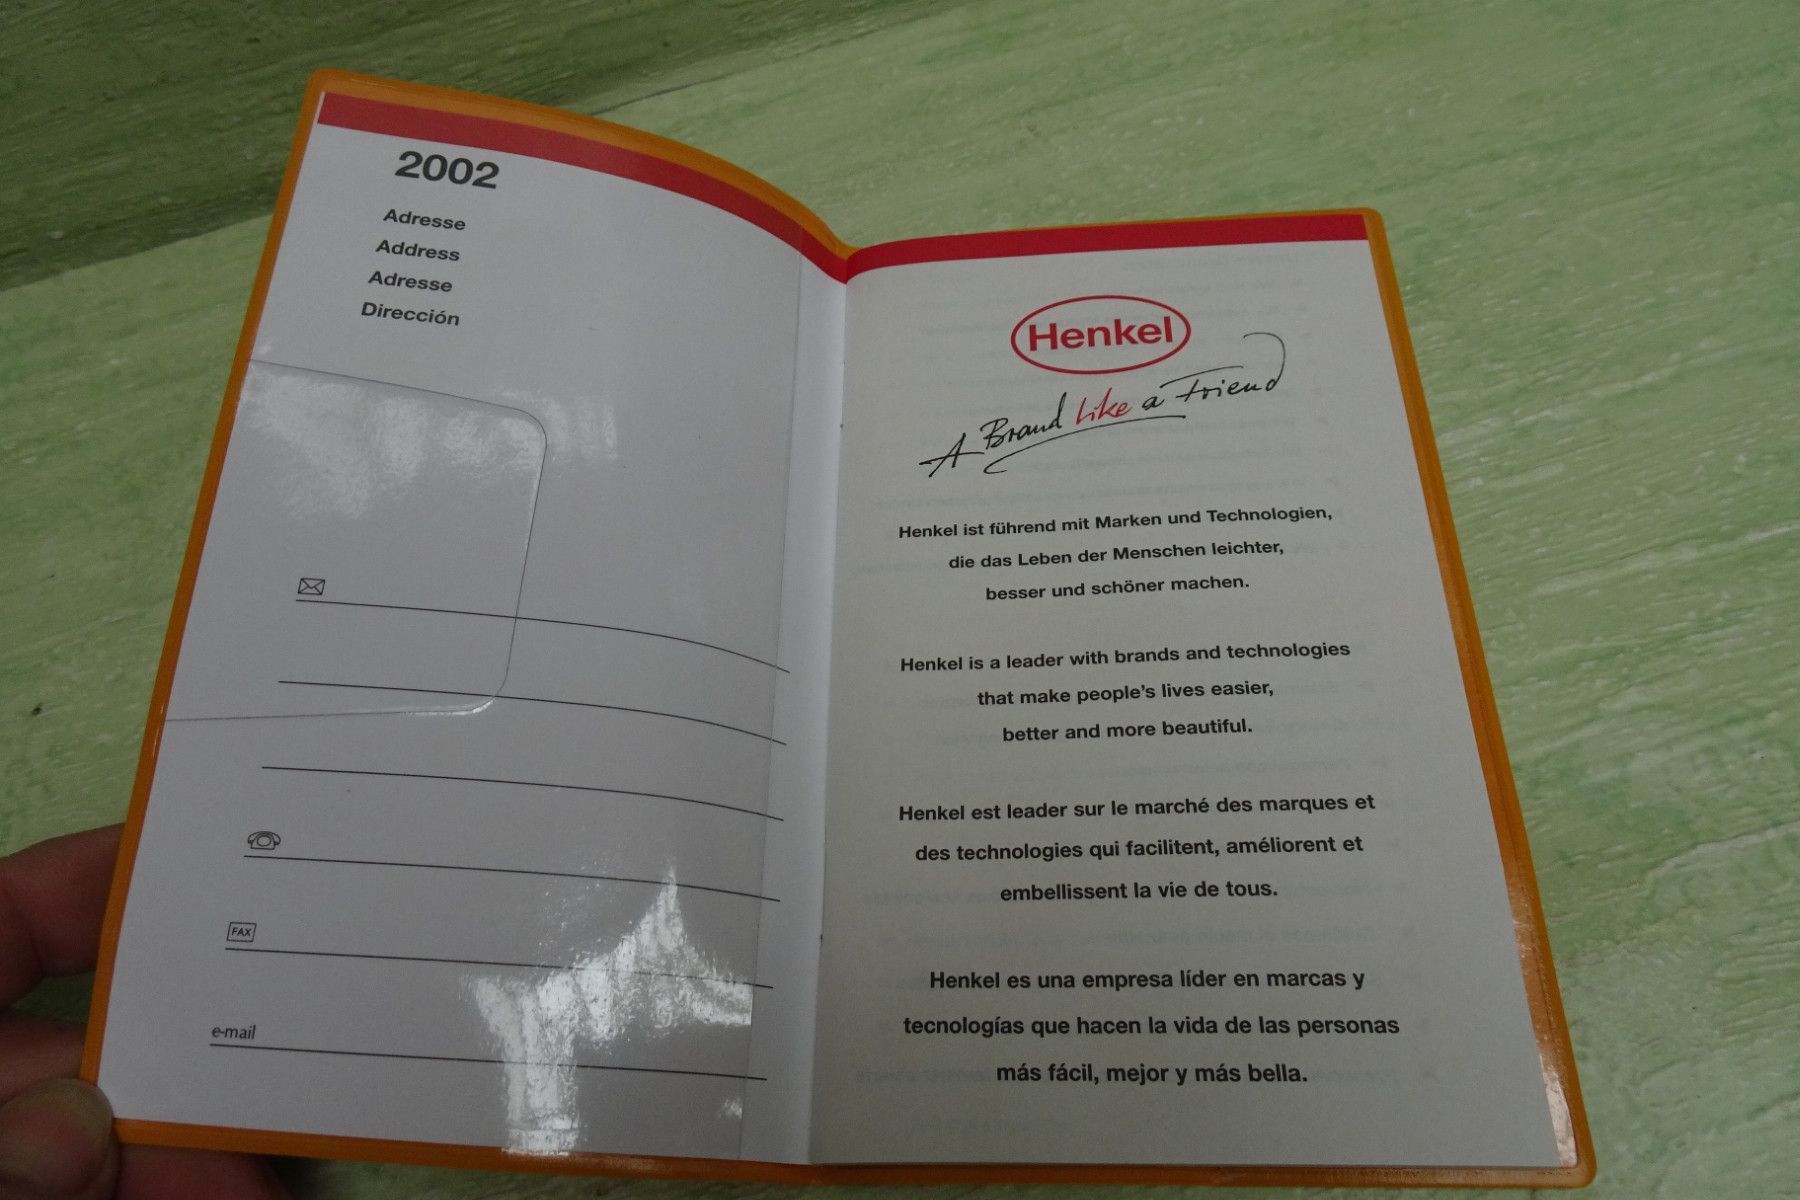 2002
Adresse
Address
Adresse
Dirección
FAX
e-mail
Henkel
A Brand like a Friend
Henkel ist führend mit Marken und Technologien,
die das Leben der Menschen leichter,
besser und schöner machen.
Henkel is a leader with brands and technologies
that make people's lives easier,
better and more beautiful.
Henkel est leader sur le marché des marques et
des technologies qui facilitent, améliorent et
embellissent la vie de tous.
Henkel es una empresa líder en marcas y
tecnologías que hacen la vida de las personas
más fácil, mejor y más bella.